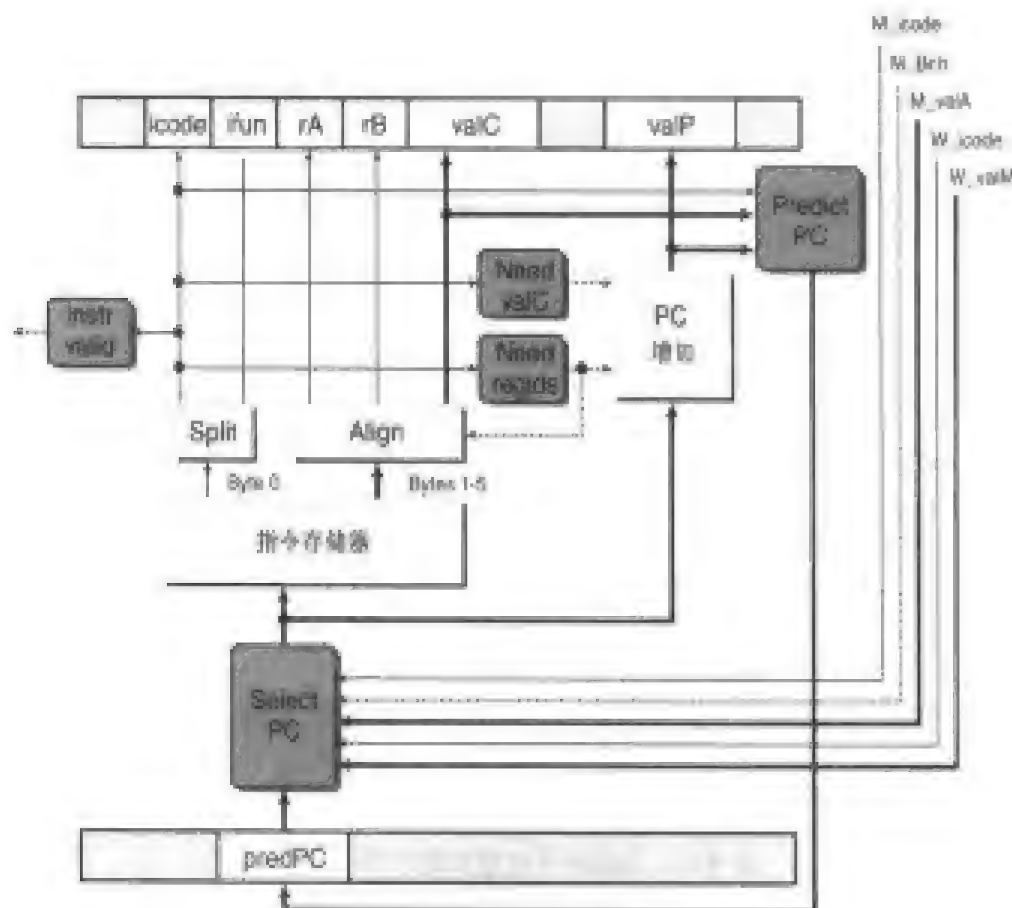 M_icode
M_Bch
M_valA
W_icode
W_valM
icode ifun rA rB valC valP
Predict PC
Need valC
Instr valid
PC
增加
Need regids
Split
Align
Byte 0
Bytes 1-5
指令存储器
Select PC
predPC